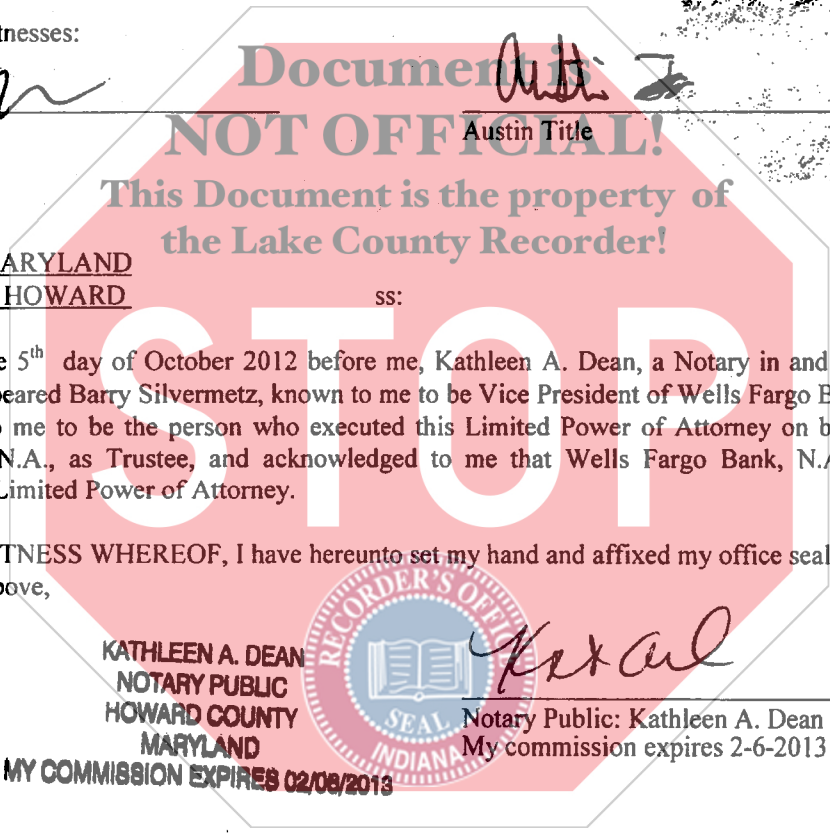 tnesses:
Document is
NOT OFFICIAL!
Austin Title
This Document is the property of
the Lake County Recorder!
ARYLAND
HOWARD ss:
STOP
e 5th day of October 2012 before me, Kathleen A. Dean, a Notary in and
eared Barry Silvermetz, known to me to be Vice President of Wells Fargo B
o me to be the person who executed this Limited Power of Attorney on b
N.A., as Trustee, and acknowledged to me that Wells Fargo Bank, N.A
Limited Power of Attorney.
TNESS WHEREOF, I have hereunto set my hand and affixed my office seal
bove,
RECORDER'S OFFICE
SEAL
INDIANA
KATHLEEN A. DEAN
NOTARY PUBLIC
HOWARD COUNTY
MARYLAND
MY COMMISSION EXPIRES 02/06/2013
Notary Public: Kathleen A. Dean
My commission expires 2-6-2013